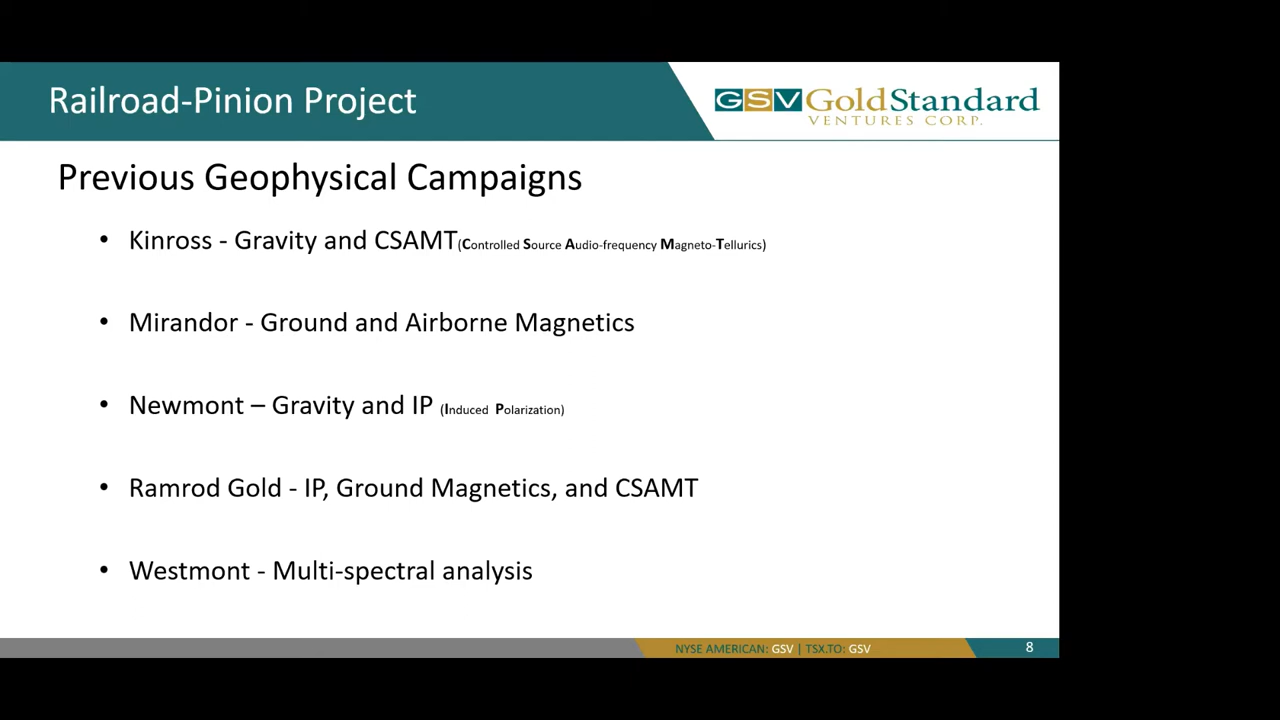 Railroad-Pinion Project
GSV GoldStandard
VENTURES CORP.
Previous Geophysical Campaigns
• Kinross - Gravity and CSAMT(Controlled Source Audio-frequency Magneto-Tellurics)
• Mirandor - Ground and Airborne Magnetics
• Newmont – Gravity and IP (Induced Polarization)
• Ramrod Gold - IP, Ground Magnetics, and CSAMT
• Westmont - Multi-spectral analysis
NYSE AMERICAN: GSV | TSX.TO: GSV
8